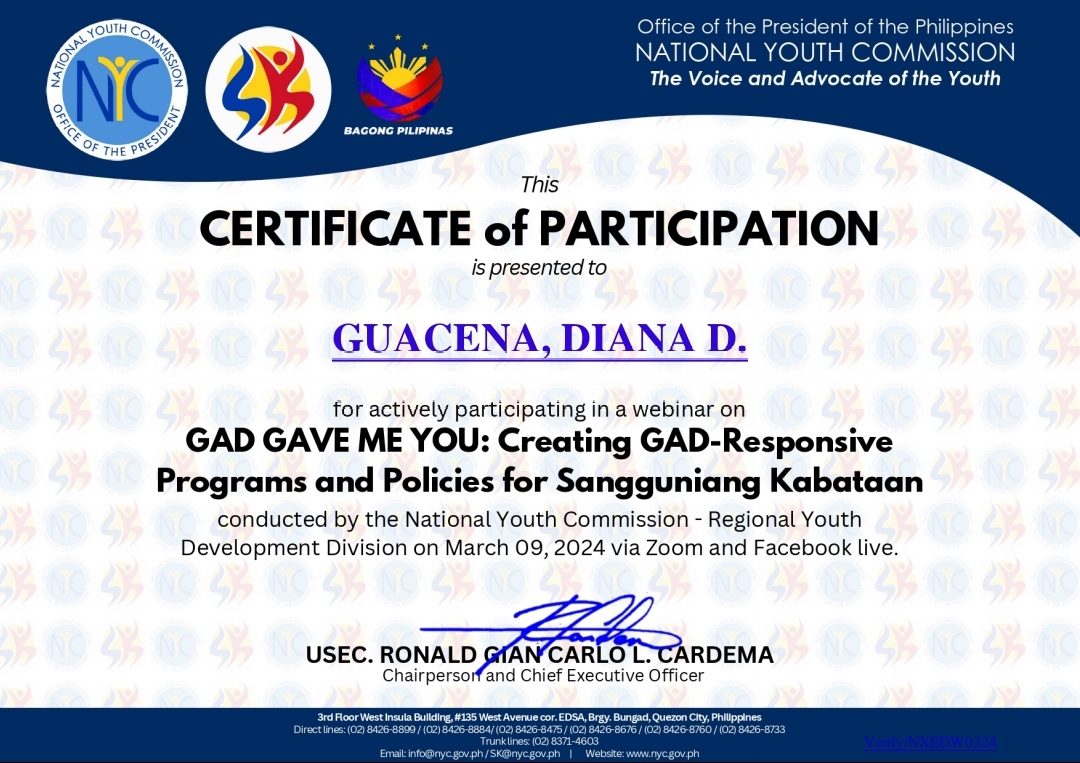 NATIONAL YOUTH COMMISSION
NYC
OFFICE OF THE PRESIDENT
BAGONG PILIPINAS
Office of the President of the Philippines
NATIONAL YOUTH COMMISSION
The Voice and Advocate of the Youth
This
CERTIFICATE of PARTICIPATION
is presented to
GUACENA, DIANA D.
for actively participating in a webinar on
GAD GAVE ME YOU: Creating GAD-Responsive
Programs and Policies for Sangguniang Kabataan
conducted by the National Youth Commission - Regional Youth
Development Division on March 09, 2024 via Zoom and Facebook live.
USEC. RONALD GIAN CARLO L. CARDEMA
Chairperson and Chief Executive Officer
3rd Floor West Insula Building, #135 West Avenue cor. EDSA, Brgy. Bungad, Quezon City, Philippines
Direct lines: (02) 8426-8899 / (02) 8426-8884/ (02) 8426-8475 / (02) 8426-8676 / (02) 8426-8760 / (02) 8426-8733
Trunk lines: (02) 8371-4603
Email: info@nyc.gov.ph / SK@nyc.gov.ph | Website: www.nyc.gov.ph
Verify/NXEDW0324